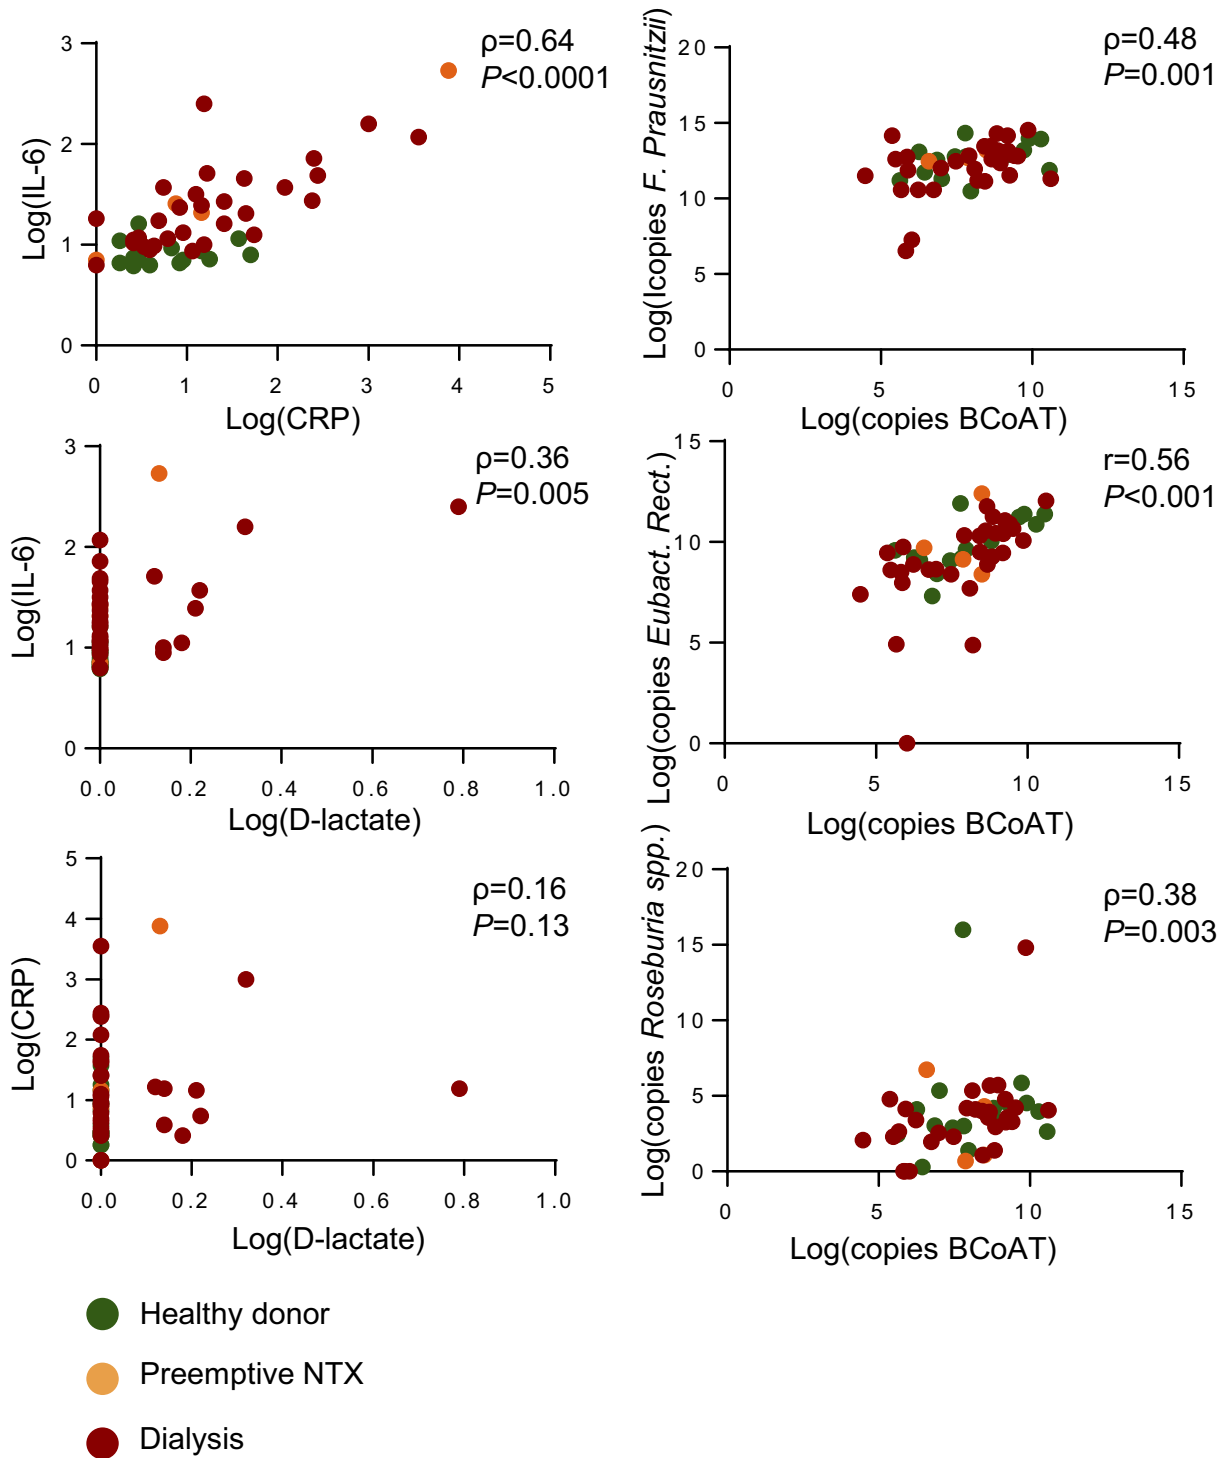 ρ=0.64
P<0.0001
Log(IL-6)
3
2
1
0
0 1 2 3 4 5
Log(CRP)
ρ=0.48
P=0.001
Log(Icopies F. Prausnitzii)
20
15
10
5
0
0 5 10 15
Log(copies BCoAT)
ρ=0.36
P=0.005
Log(IL-6)
3
2
1
0
0.0 0.2 0.4 0.6 0.8 1.0
Log(D-lactate)
r=0.56
P<0.001
Log(copies Eubact. Rect.)
15
10
5
0
0 5 10 15
Log(copies BCoAT)
ρ=0.16
P=0.13
Log(CRP)
5
4
3
2
1
0
0.0 0.2 0.4 0.6 0.8 1.0
Log(D-lactate)
ρ=0.38
P=0.003
Log(copies Roseburia spp.)
20
15
10
5
0
0 5 10 15
Log(copies BCoAT)
Healthy donor
Preemptive NTX
Dialysis